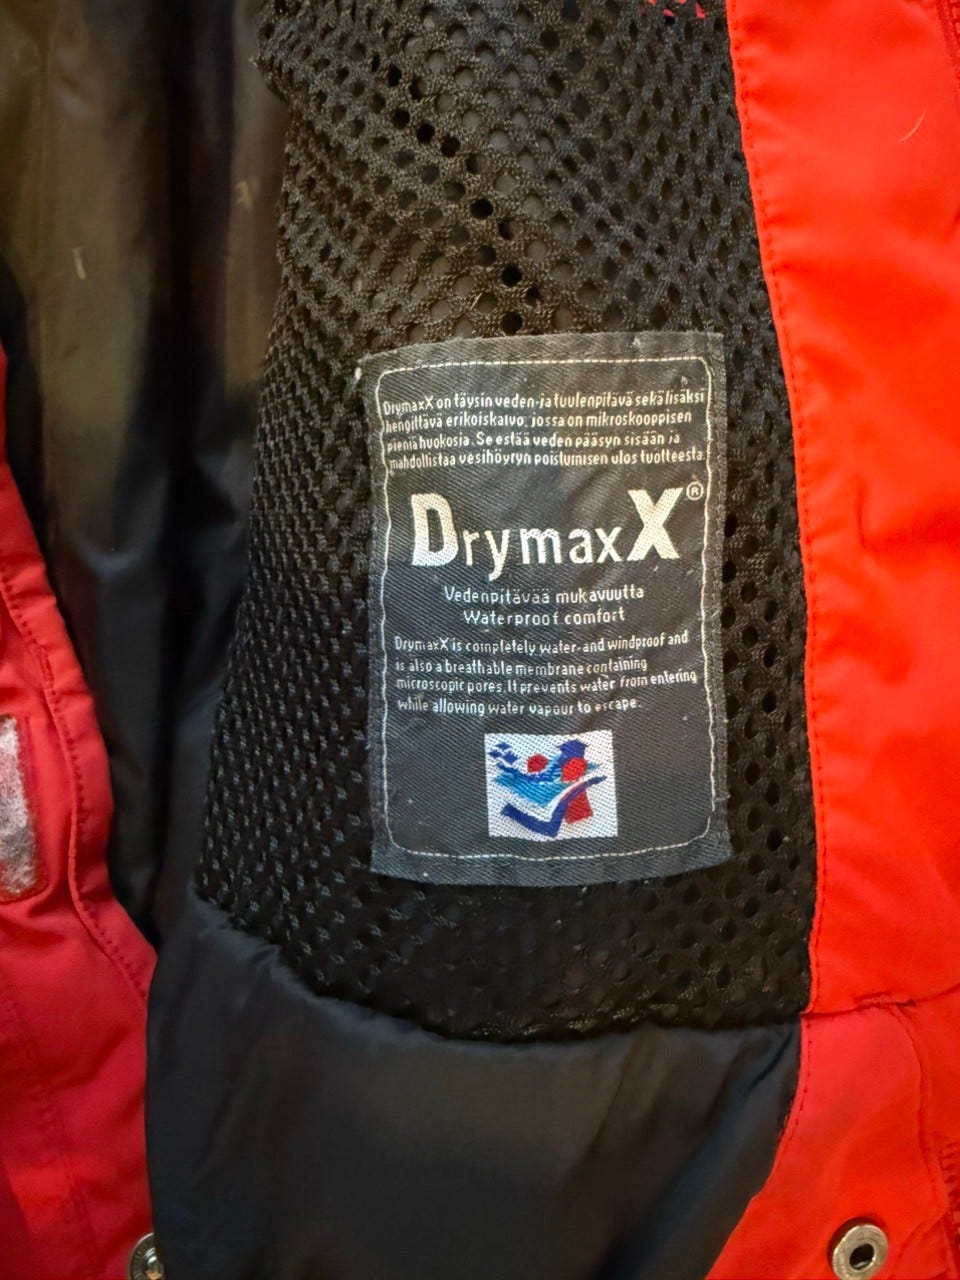 DrymaxX on täysin veden-ja tuulenpitävä sekä lisäksi
hengittävä erikoiskalvo, jossa on mikroskooppisen
pieniä huokosia. Se estää veden pääsyn sisään ja
mahdollistaa vesihöyryn poistumisen ulos tuotteesta.
DrymaxX®
Vedenpitävää mukavuutta
Waterproof comfort
DrymaxX is completely water-and windproof and
is also a breathable membrane containing
microscopic pores. It prevents water from entering
while allowing water vapour to escape.